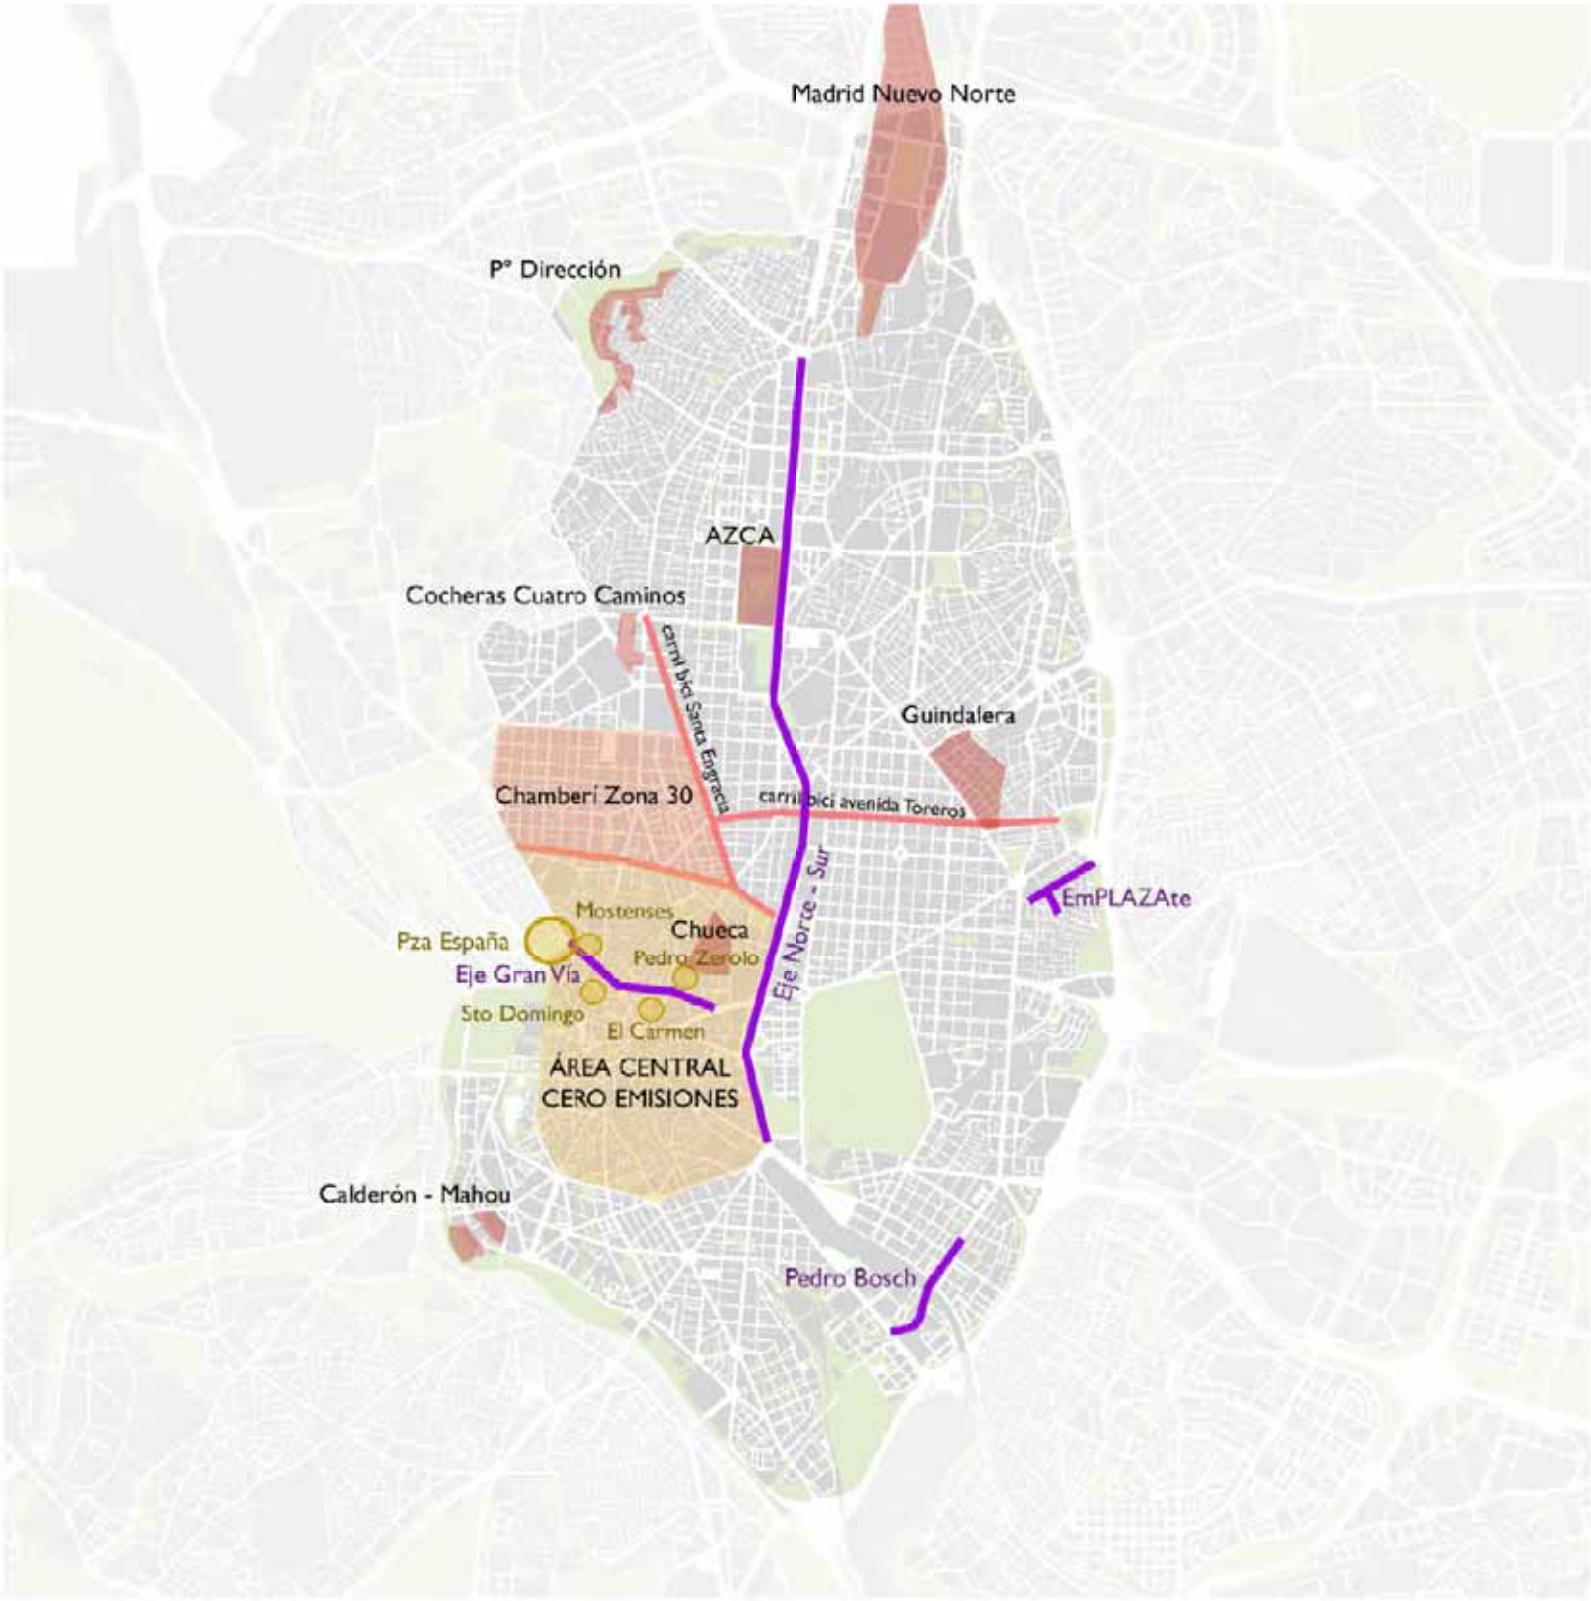 Madrid Nuevo Norte
Pº Dirección
AZCA
Cocheras Cuatro Caminos
carril bici Santa Engracia
Guindalera
Chamberí Zona 30
carril bici avenida Toreros
EmPLAZAte
Mostenses
Chueca
Pza España
Pedro Zerolo
Eje Gran Vía
Eje Norte - Sur
Sto Domingo
El Carmen
ÁREA CENTRAL
CERO EMISIONES
Calderón - Mahou
Pedro Bosch